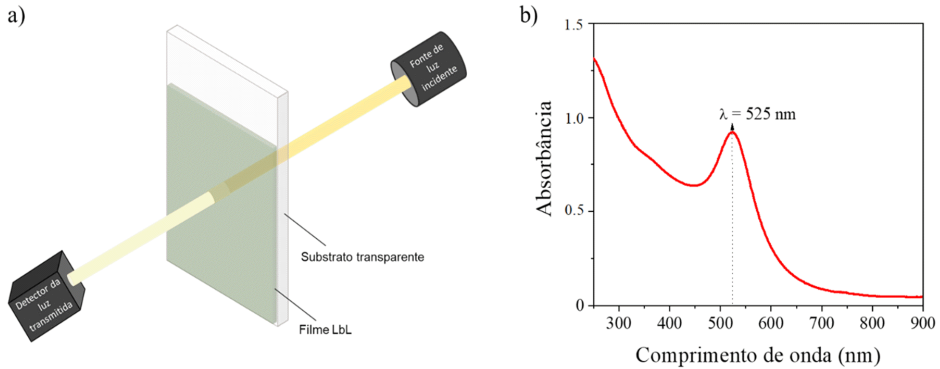 a)
Fonte de
luz
incidente
Substrato transparente
Filme LbL
Detector da
luz
transmitida
b)
Absorbância
1.5
1.0
0.5
0
λ = 525 nm
300 400 500 600 700 800 900
Comprimento de onda (nm)